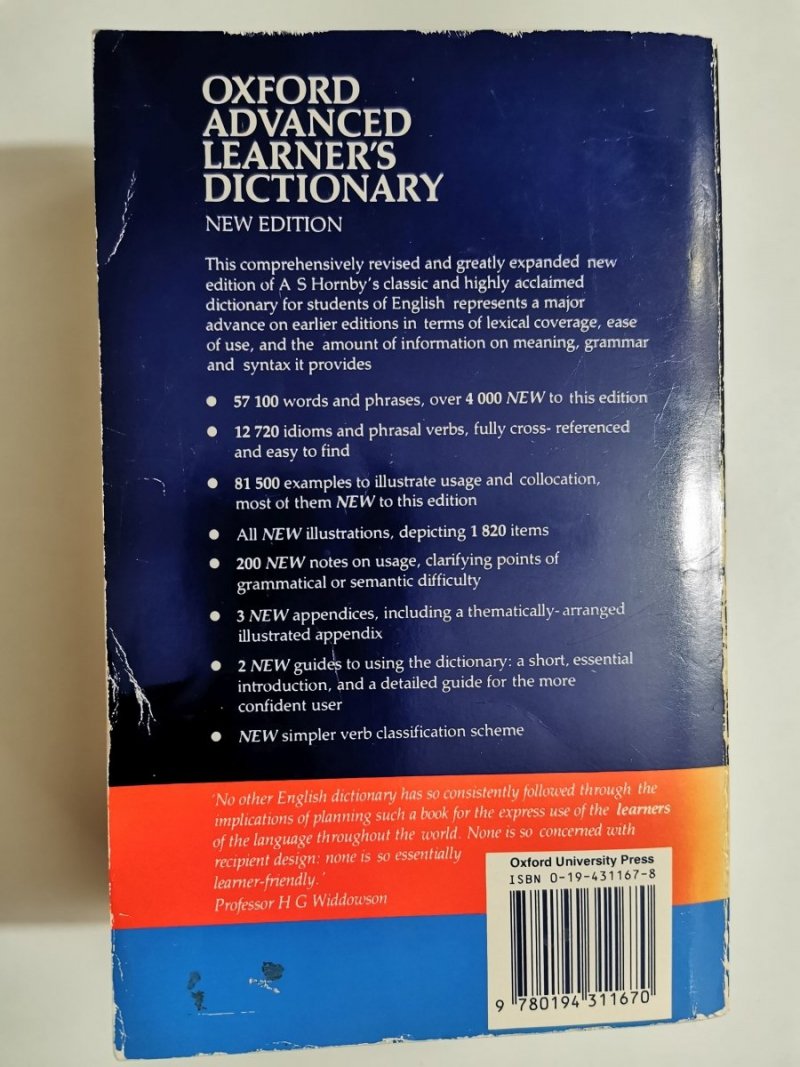 OXFORD
ADVANCED
LEARNER'S
DICTIONARY
NEW EDITION
This comprehensively revised and greatly expanded new
edition of A S Hornby's classic and highly acclaimed
dictionary for students of English represents a major
advance on earlier editions in terms of lexical coverage, ease
of use, and the amount of information on meaning, grammar
and syntax it provides
● 57 100 words and phrases, over 4 000 NEW to this edition
● 12 720 idioms and phrasal verbs, fully cross- referenced
and easy to find
● 81 500 examples to illustrate usage and collocation,
most of them NEW to this edition
● All NEW illustrations, depicting 1 820 items
● 200 NEW notes on usage, clarifying points of
grammatical or semantic difficulty
● 3 NEW appendices, including a thematically-arranged
illustrated appendix
● 2 NEW guides to using the dictionary: a short, essential
introduction, and a detailed guide for the more
confident user
● NEW simpler verb classification scheme
'No other English dictionary has so consistently followed through the
implications of planning such a book for the express use of the learners
of the language throughout the world. None is so concerned with
recipient design: none is so essentially
learner-friendly.'
Professor H G Widdowson
Oxford University Press
ISBN 0-19-431167-8
9 780194 311670